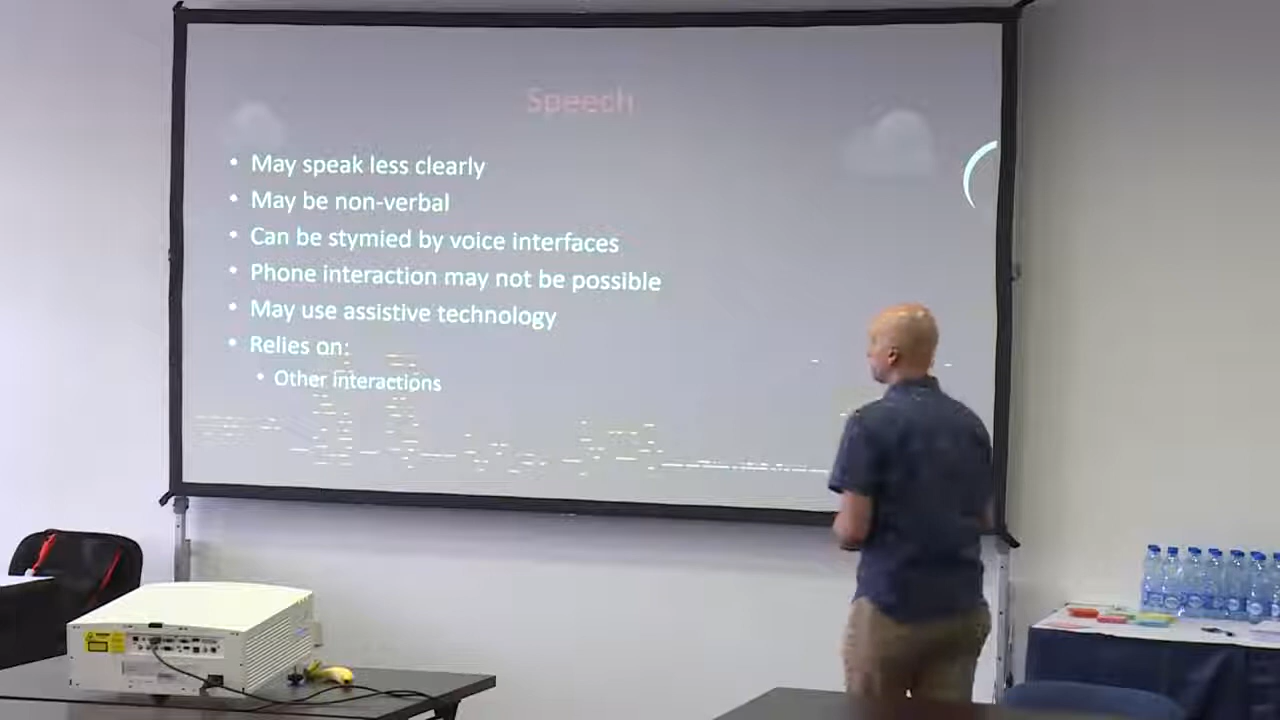 Speech
• May speak less clearly
• May be non-verbal
• Can be stymied by voice interfaces
• Phone interaction may not be possible
• May use assistive technology
• Relies on:
• Other interactions